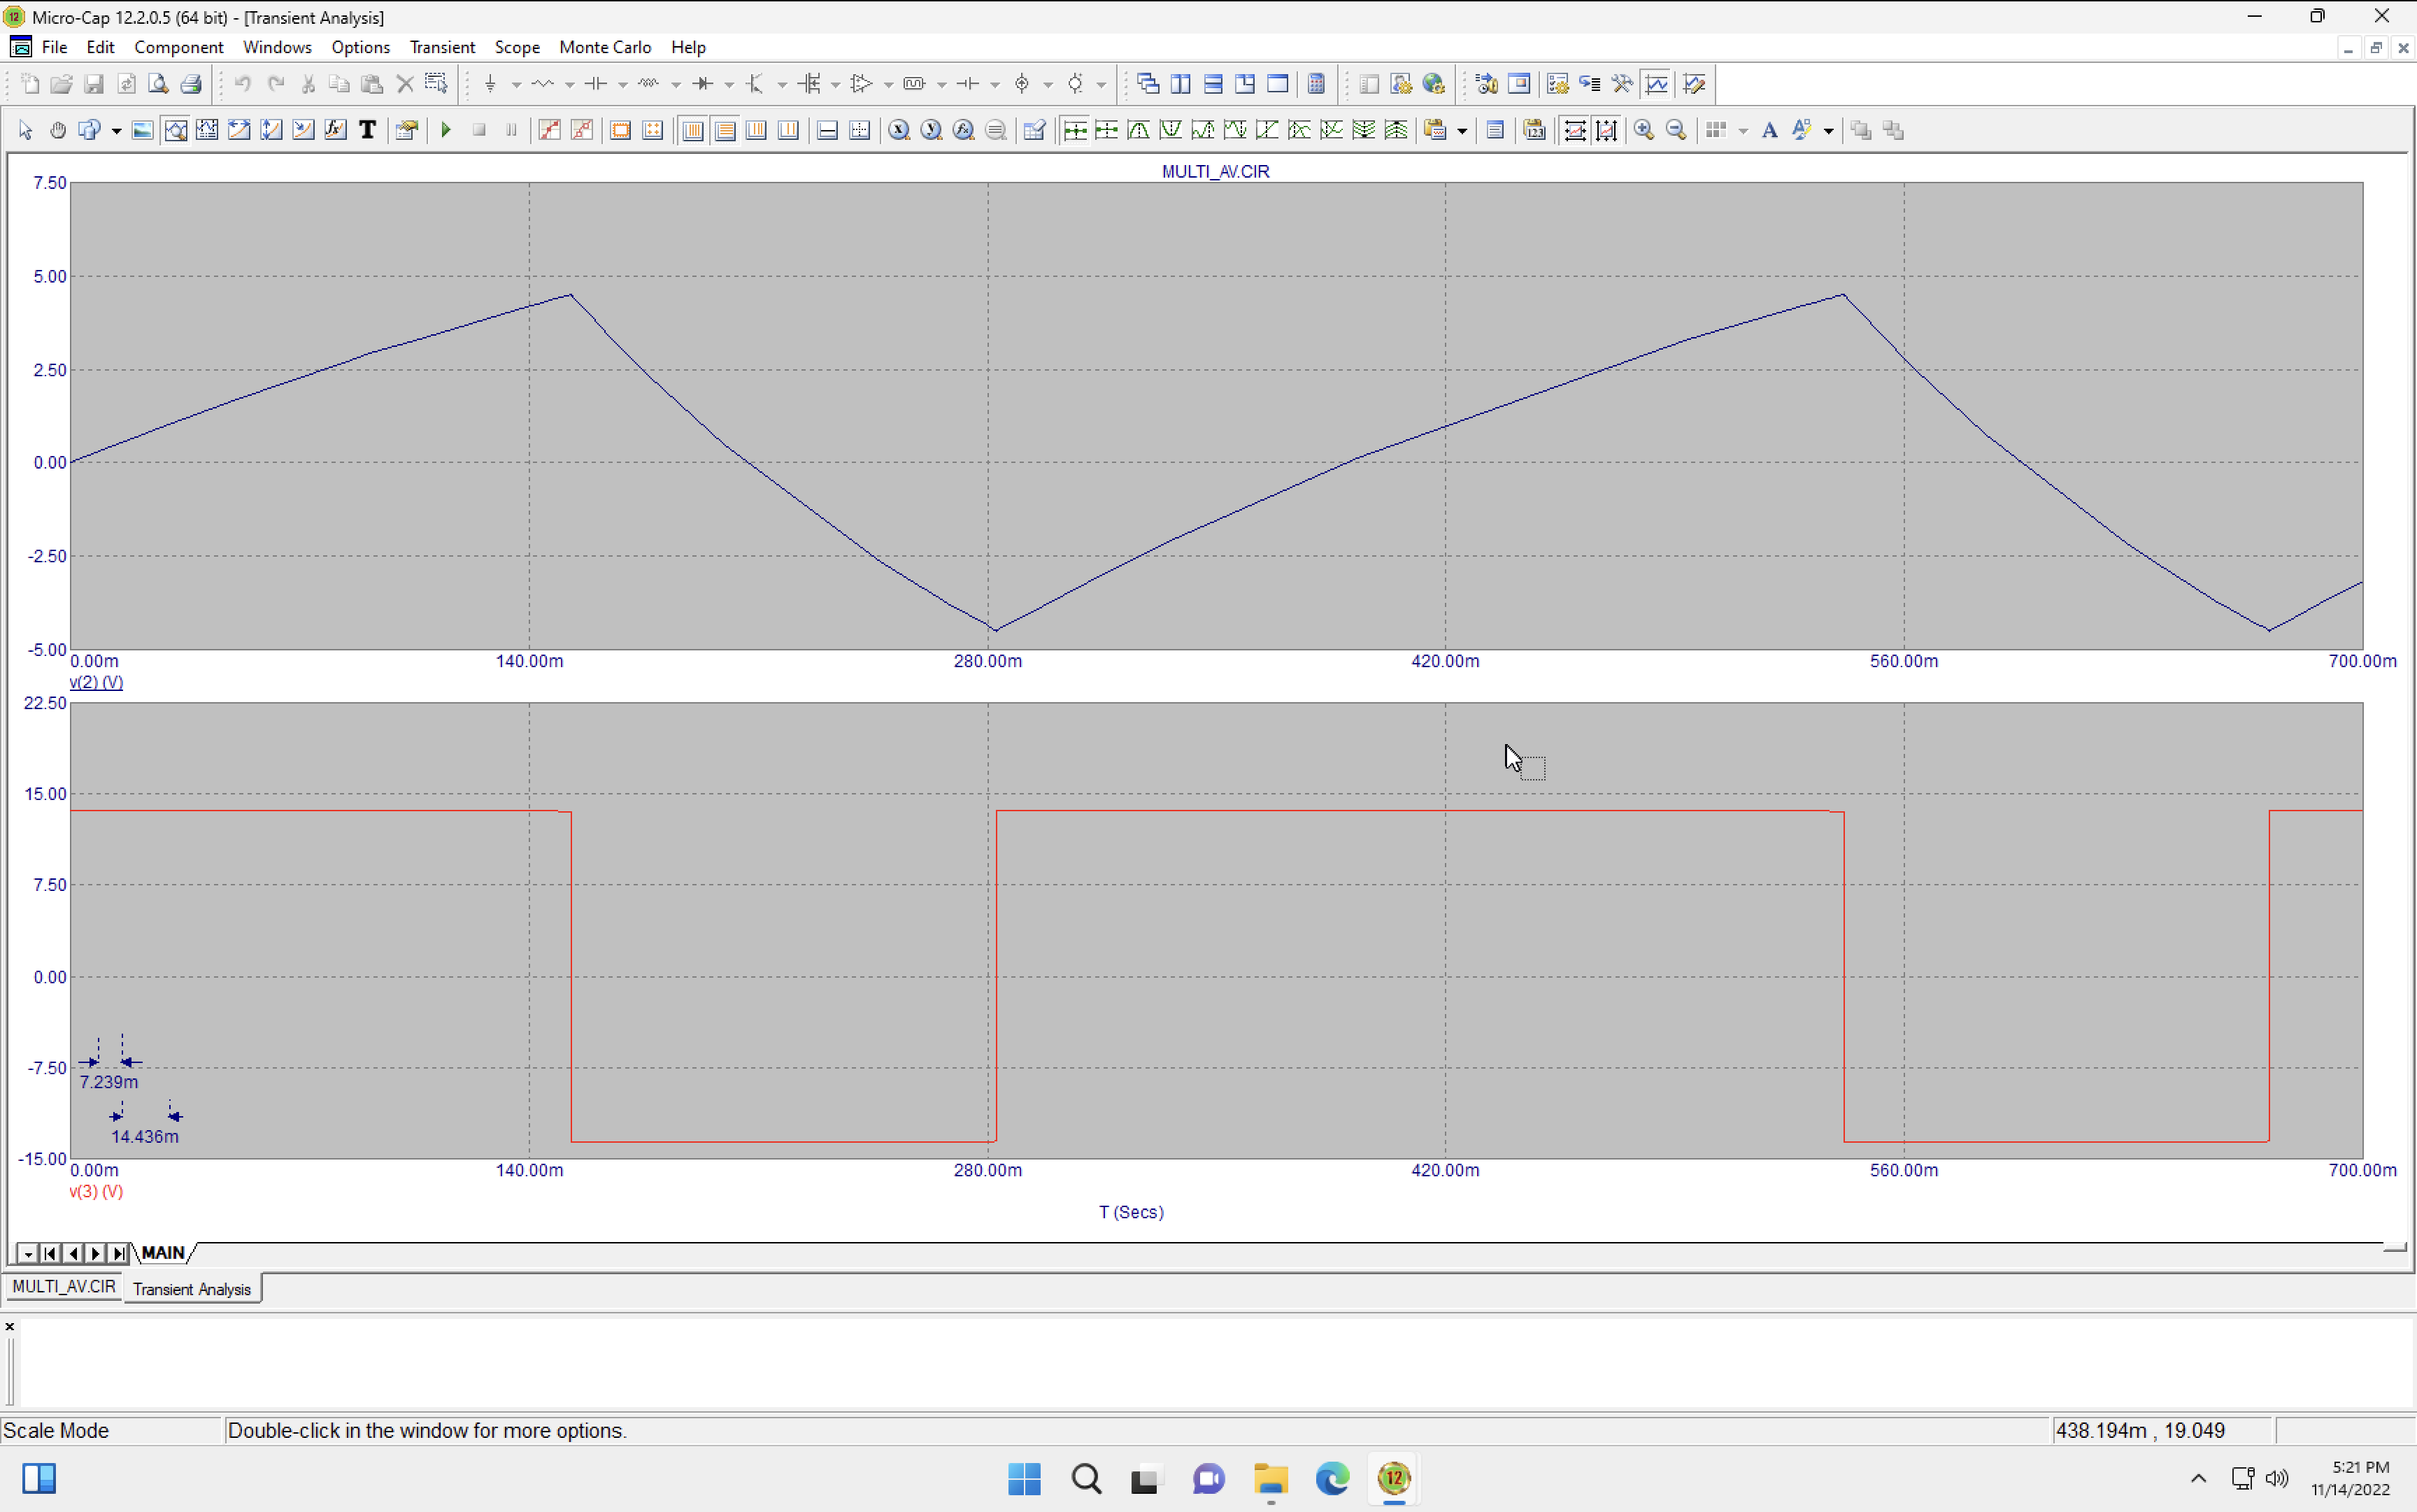 Micro-Cap 12.2.0.5 (64 bit) - [Transient Analysis]
File Edit Component Windows Options Transient Scope Monte Carlo Help
MULTI_AV.CIR
7.50
5.00
2.50
0.00
-2.50
-5.00
0.00m 140.00m 280.00m 420.00m 560.00m 700.00m
v(2) (V)
22.50
15.00
7.50
0.00
-7.50
7.239m
14.436m
-15.00
0.00m 140.00m 280.00m 420.00m 560.00m 700.00m
v(3) (V)
T (Secs)
MAIN
MULTI_AV.CIR Transient Analysis
Scale Mode Double-click in the window for more options. 438.194m , 19.049
12
5:21 PM
11/14/2022